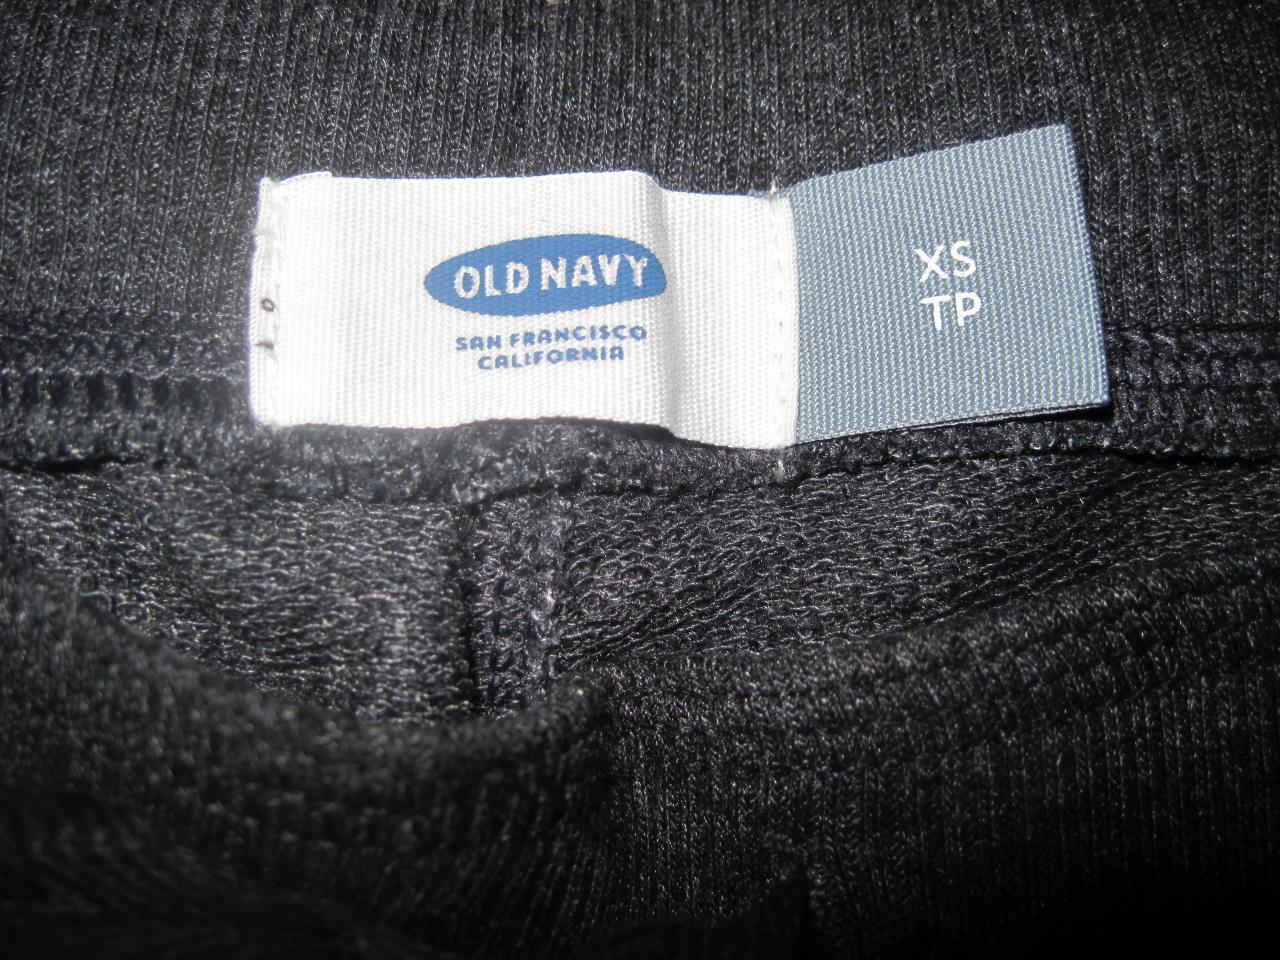 OLD NAVY
SAN FRANCISCO
CALIFORNIA
XS
TP